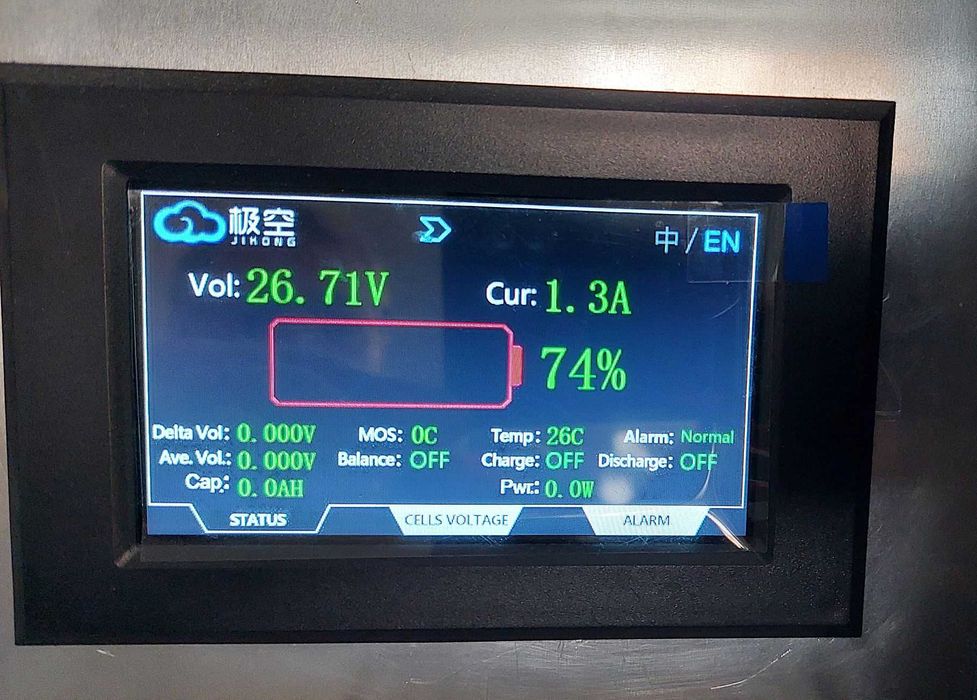 极空
JIKONG
中/EN
Vol: 26.71V
Cur: 1.3A
74%
Delta Vol: 0.000V MOS: 0C Temp: 26C Alarm: Normal
Ave. Vol.: 0.000V Balance: OFF Charge: OFF Discharge: OFF
Cap: 0.0AH Pwr: 0.0W
STATUS CELLS VOLTAGE ALARM